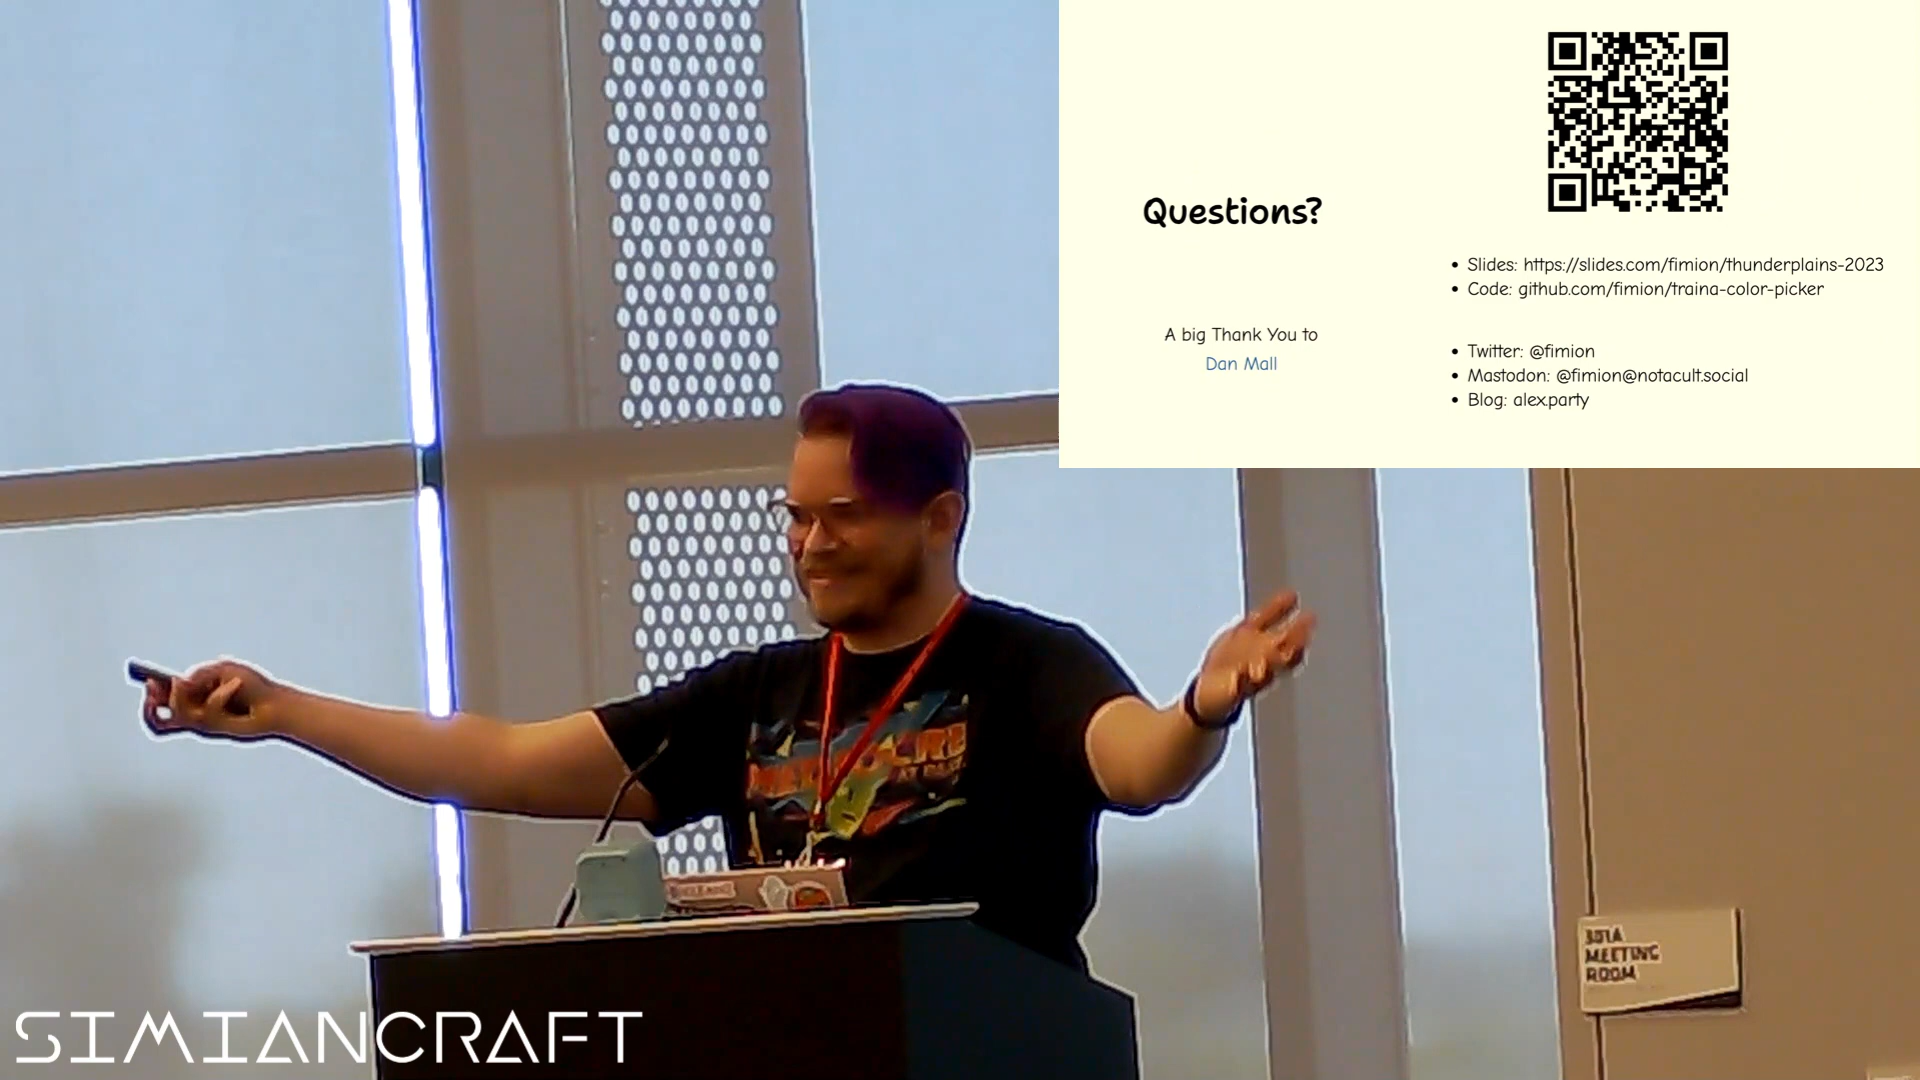 Questions?
A big Thank You to
Dan Mall
• Slides: https://slides.com/fimion/thunderplains-2023
• Code: github.com/fimion/traina-color-picker
• Twitter: @fimion
• Mastodon: @fimion@notacult.social
• Blog: alex.party
301A
MEETING
ROOM
SIMIANCRAFT